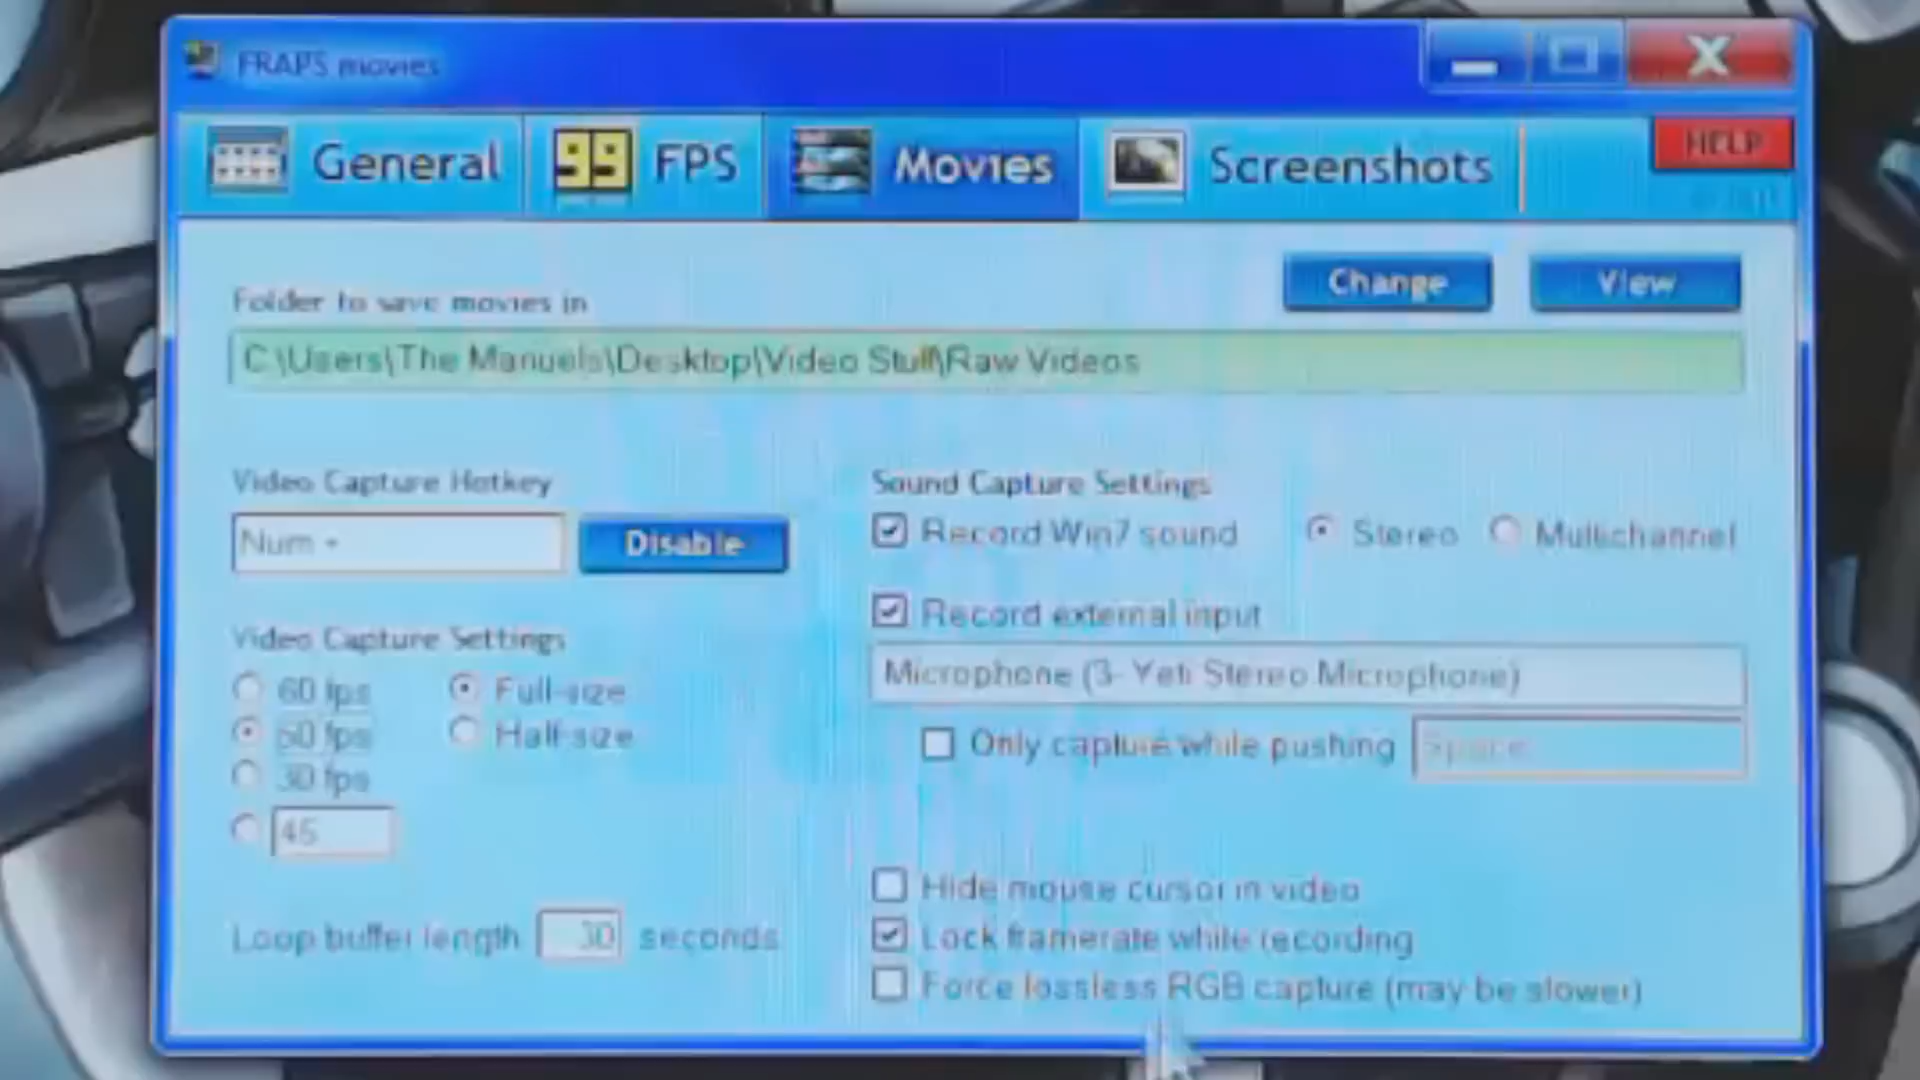 FRAPS movies
General
99
FPS
Movies
Screenshots
HELP
Change
View
Folder to save movies in
C:\Users\The Manuels\Desktop\Video Stuff\Raw Videos
Video Capture Hotkey
Num +
Disable
Sound Capture Settings
Record Win7 sound
Stereo
Multichannel
Record external input
Microphone (3- Yeti Stereo Microphone)
Only capture while pushing
Space
Video Capture Settings
60 fps
Full-size
50 fps
Half-size
30 fps
45
Loop buffer length 30 seconds
Hide mouse cursor in video
Lock framerate while recording
Force lossless RGB capture (may be slower)